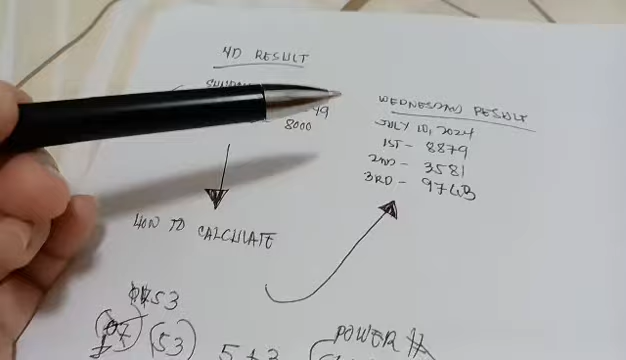 4D RESULT
49
8000
HOW TO CALCULATE
WEDNESDAY RESULT
JULY 10, 2024
1ST - 8879
2ND - 3581
3RD - 9743
53
53
5 + 3
POWER #